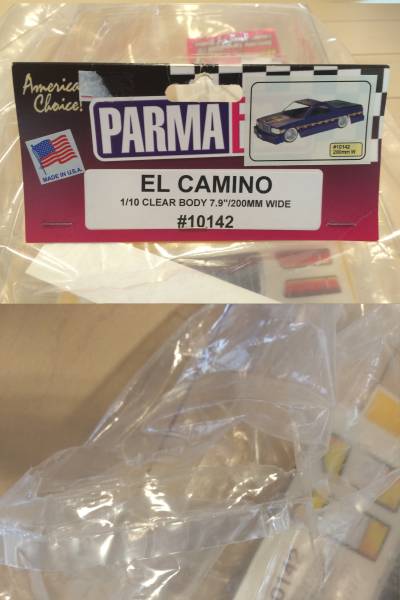 America's
Choice!
PARMA
#10142
200mm W
MADE IN U.S.A.
EL CAMINO
1/10 CLEAR BODY 7.9"/200MM WIDE
#10142